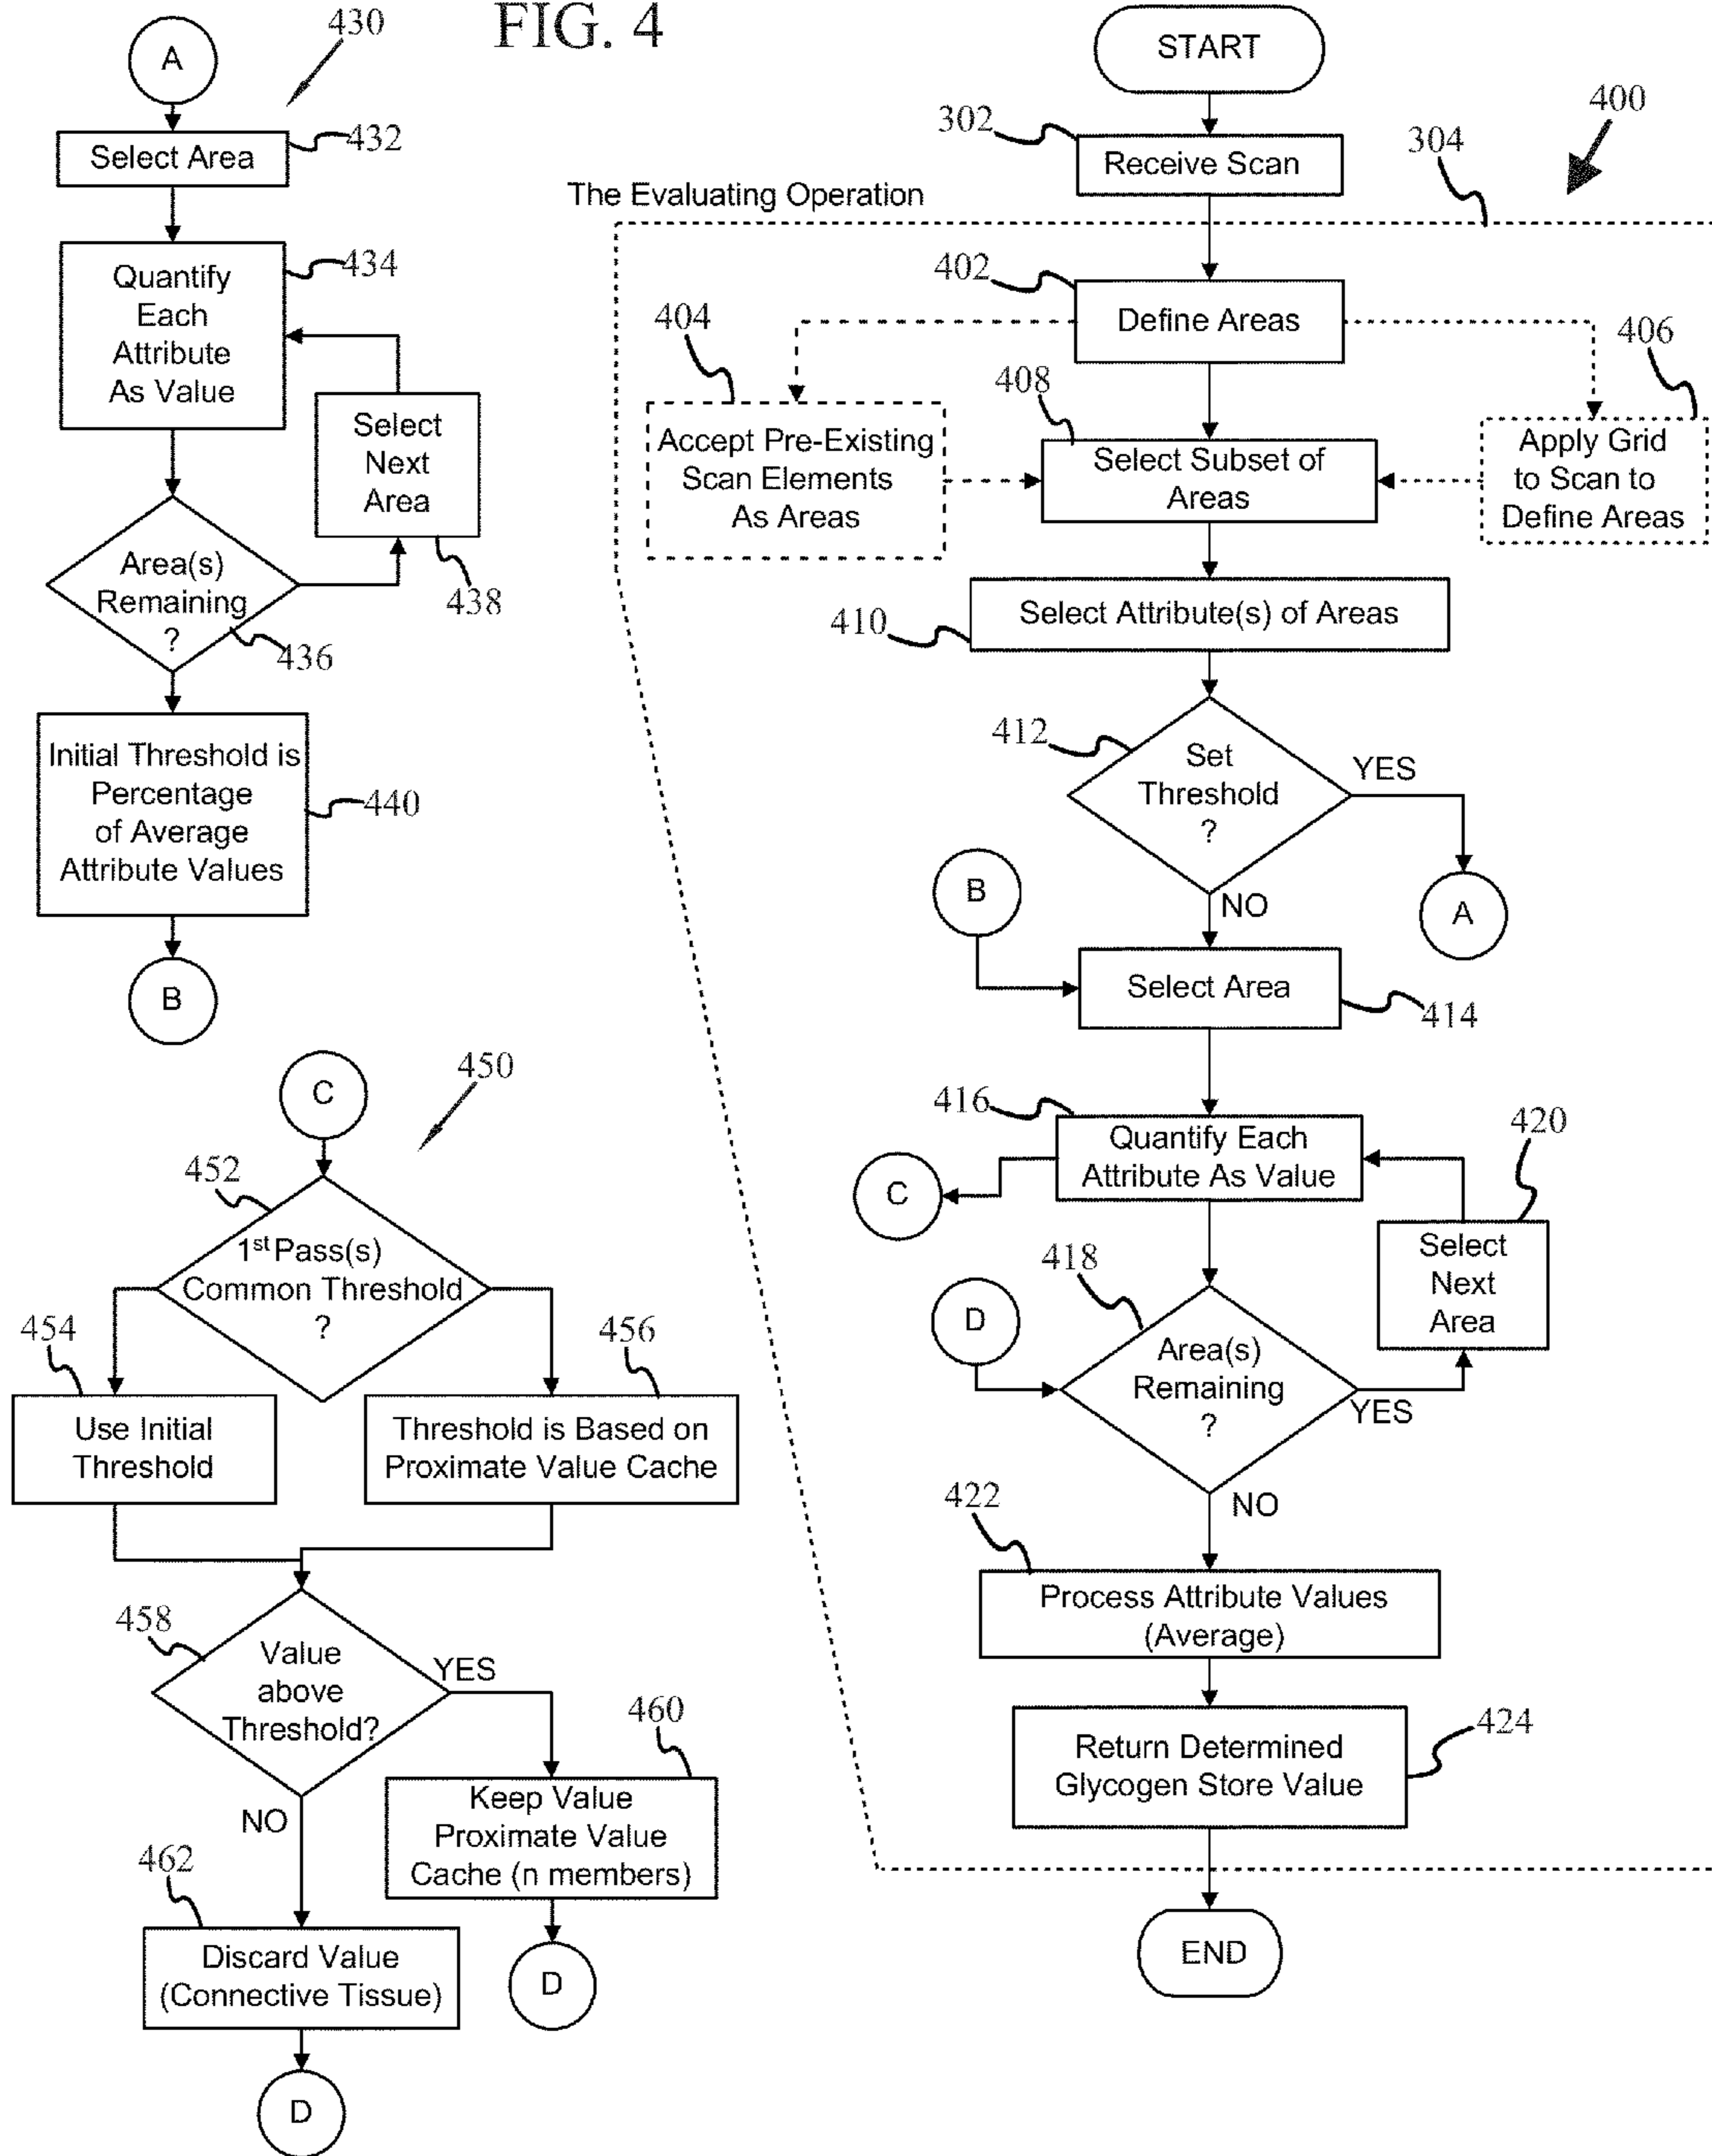 FIG. 4
A
430
Select Area
432
Quantify
Each
Attribute
As Value
434
Select
Next
Area
438
Area(s)
Remaining
?
436
Initial Threshold is
Percentage
of Average
Attribute Values
440
B
C
450
452
1st Pass(s)
Common Threshold
?
454
Use Initial
Threshold
456
Threshold is Based on
Proximate Value Cache
458
Value
above
Threshold?
YES
NO
460
Keep Value
Proximate Value
Cache (n members)
D
462
Discard Value
(Connective Tissue)
D
START
400
302
Receive Scan
304
The Evaluating Operation
402
Define Areas
404
Accept Pre-Existing
Scan Elements
As Areas
406
Apply Grid
to Scan to
Define Areas
408
Select Subset of
Areas
410
Select Attribute(s) of Areas
412
Set
Threshold
?
YES
A
NO
B
Select Area
414
416
Quantify Each
Attribute As Value
C
420
Select
Next
Area
418
D
Area(s)
Remaining
?
YES
NO
422
Process Attribute Values
(Average)
Return Determined
Glycogen Store Value
424
END